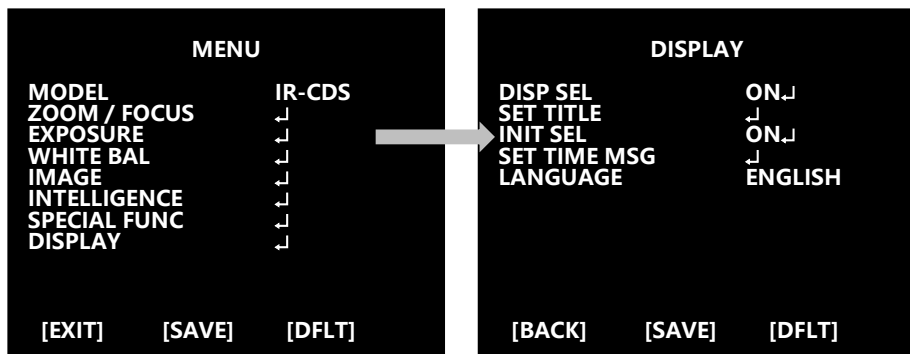 MENU
MODEL IR-CDS
ZOOM / FOCUS ↵
EXPOSURE ↵
WHITE BAL ↵
IMAGE ↵
INTELLIGENCE ↵
SPECIAL FUNC ↵
DISPLAY ↵
[EXIT] [SAVE] [DFLT]
DISPLAY
DISP SEL ON↵
SET TITLE ↵
INIT SEL ON↵
SET TIME MSG ↵
LANGUAGE ENGLISH
[BACK] [SAVE] [DFLT]